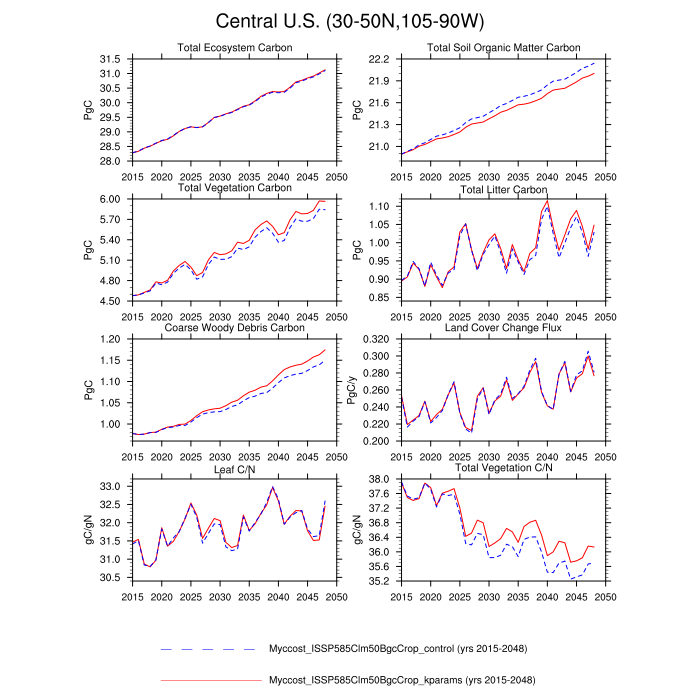 Central U.S. (30-50N,105-90W)
Total Ecosystem Carbon
PgC
31.5
31.0
30.5
30.0
29.5
29.0
28.5
28.0
2015 2020 2025 2030 2035 2040 2045 2050
Total Soil Organic Matter Carbon
PgC
22.2
21.9
21.6
21.3
21.0
2015 2020 2025 2030 2035 2040 2045 2050
Total Vegetation Carbon
PgC
6.00
5.70
5.40
5.10
4.80
4.50
2015 2020 2025 2030 2035 2040 2045 2050
Total Litter Carbon
PgC
1.10
1.05
1.00
0.95
0.90
0.85
2015 2020 2025 2030 2035 2040 2045 2050
Coarse Woody Debris Carbon
PgC
1.20
1.15
1.10
1.05
1.00
2015 2020 2025 2030 2035 2040 2045 2050
Land Cover Change Flux
PgC/y
0.320
0.300
0.280
0.260
0.240
0.220
0.200
2015 2020 2025 2030 2035 2040 2045 2050
Leaf C/N
gC/gN
33.0
32.5
32.0
31.5
31.0
30.5
2015 2020 2025 2030 2035 2040 2045 2050
Total Vegetation C/N
gC/gN
38.0
37.6
37.2
36.8
36.4
36.0
35.6
35.2
2015 2020 2025 2030 2035 2040 2045 2050
Myccost_ISSP585Clm50BgcCrop_control (yrs 2015-2048)
Myccost_ISSP585Clm50BgcCrop_kparams (yrs 2015-2048)